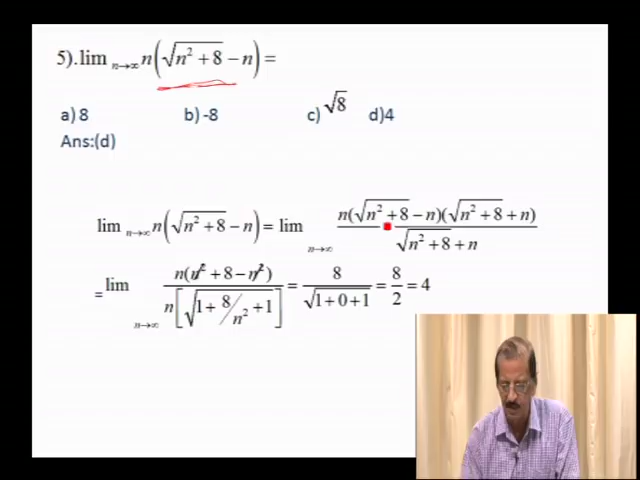 5). lim n→∞ n(√(n² + 8) − n) =
a) 8 b) -8 c) √8 d)4
Ans:(d)
lim n→∞ n(√(n² + 8) − n) = lim n→∞ n(√(n² + 8) − n)(√(n² + 8) + n) / √(n² + 8) + n
= lim n→∞ n(n² + 8 − n²) / n[√(1 + 8/n² + 1)] = 8 / √(1 + 0 + 1) = 8/2 = 4